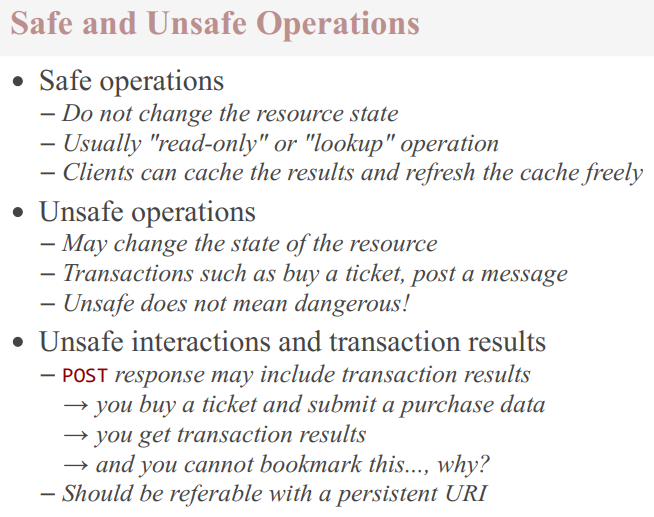 Safe and Unsafe Operations
• Safe operations
– Do not change the resource state
– Usually "read-only" or "lookup" operation
– Clients can cache the results and refresh the cache freely
• Unsafe operations
– May change the state of the resource
– Transactions such as buy a ticket, post a message
– Unsafe does not mean dangerous!
• Unsafe interactions and transaction results
– POST response may include transaction results
→ you buy a ticket and submit a purchase data
→ you get transaction results
→ and you cannot bookmark this..., why?
– Should be referable with a persistent URI